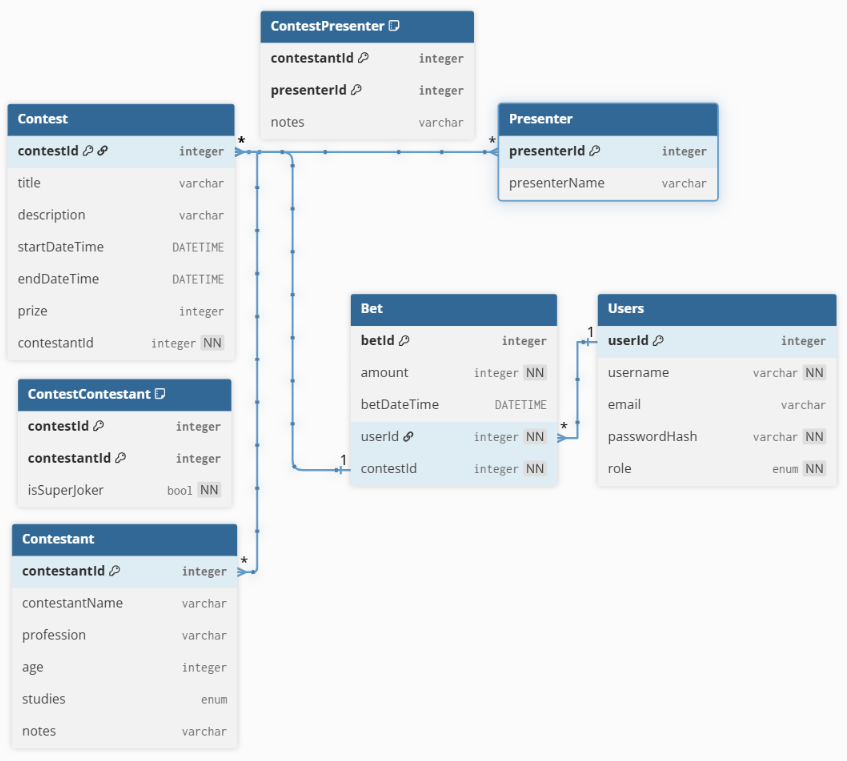 ContestPresenter
contestantId integer
presenterId integer
notes varchar
Contest
contestId integer
title varchar
description varchar
startDateTime DATETIME
endDateTime DATETIME
prize integer
contestantId integer NN
*
*
Presenter
presenterId integer
presenterName varchar
Bet
betId integer
amount integer NN
betDateTime DATETIME
userId integer NN
contestId integer NN
*
1
1
Users
userId integer
username varchar NN
email varchar
passwordHash varchar NN
role enum NN
ContestContestant
contestId integer
contestantId integer
isSuperJoker bool NN
Contestant
contestantId integer
contestantName varchar
profession varchar
age integer
studies enum
notes varchar
*